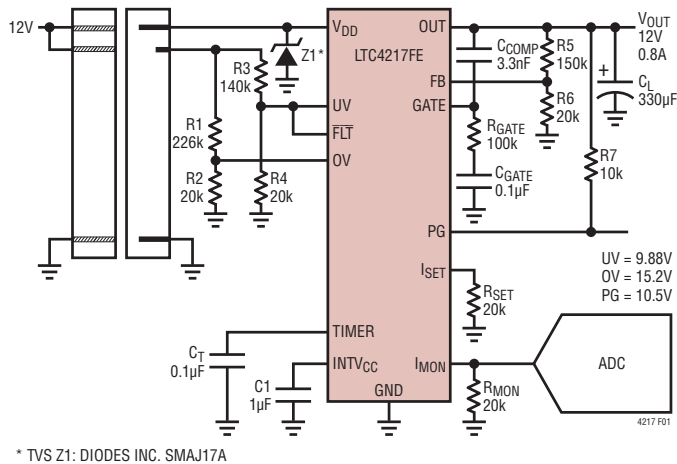 12V
VDD
OUT
VOUT
12V
0.8A
LTC4217FE
Z1*
CCOMP
3.3nF
R5
150k
+
CL
330µF
R3
140k
FB
UV
GATE
R6
20k
FLT
RGATE
100k
R1
226k
OV
R7
10k
R2
20k
R4
20k
CGATE
0.1µF
PG
UV = 9.88V
OV = 15.2V
PG = 10.5V
ISET
RSET
20k
TIMER
CT
0.1µF
INTVCC
IMON
ADC
C1
1µF
GND
RMON
20k
4217 F01
* TVS Z1: DIODES INC. SMAJ17A